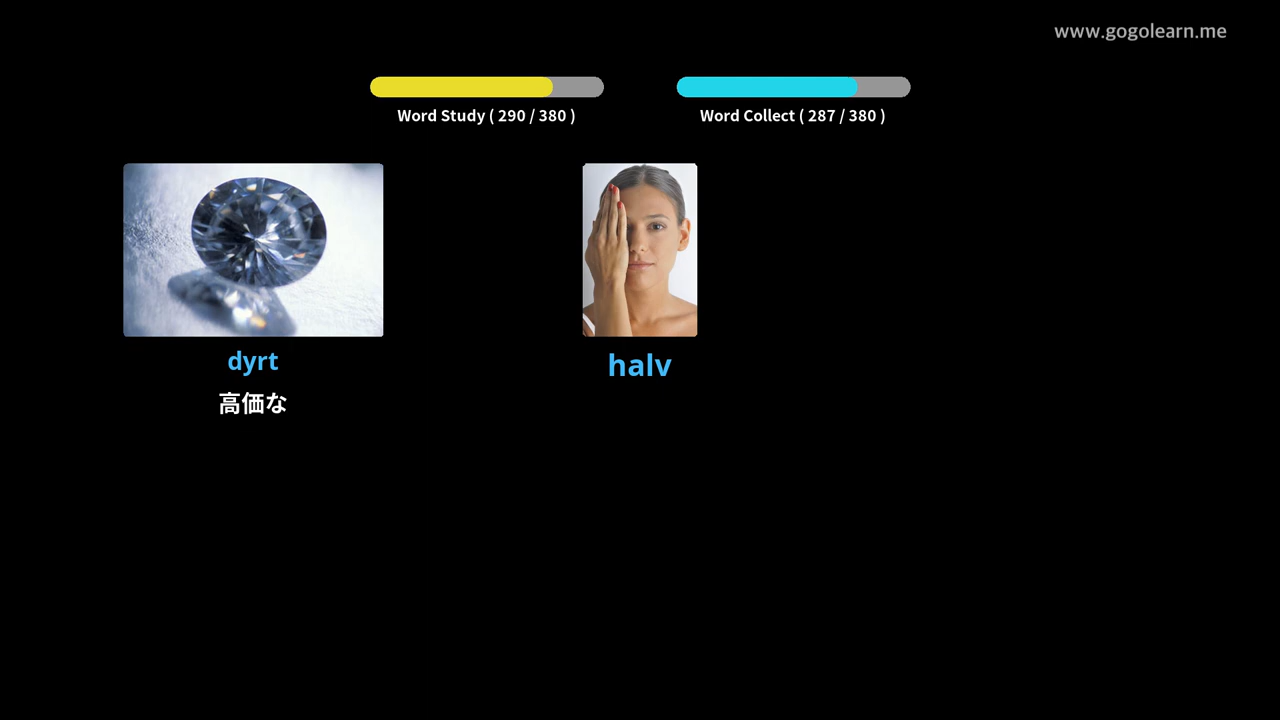 www.gogolearn.me
Word Study ( 290 / 380 )
Word Collect ( 287 / 380 )
dyrt
高価な
halv